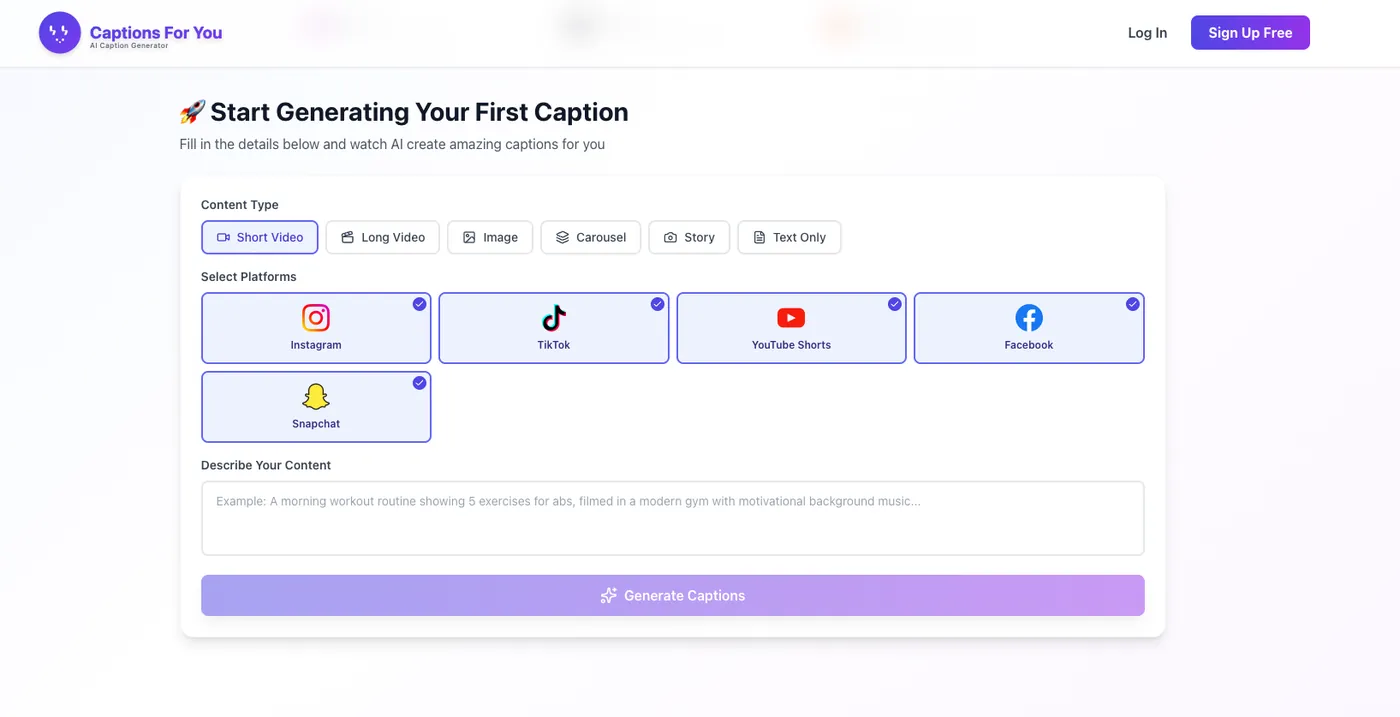 Captions For You
AI Caption Generator
Log In
Sign Up Free
🚀 Start Generating Your First Caption
Fill in the details below and watch AI create amazing captions for you
Content Type
Short Video
Long Video
Image
Carousel
Story
Text Only
Select Platforms
Instagram
TikTok
YouTube Shorts
Facebook
Snapchat
Describe Your Content
Example: A morning workout routine showing 5 exercises for abs, filmed in a modern gym with motivational background music...
Generate Captions